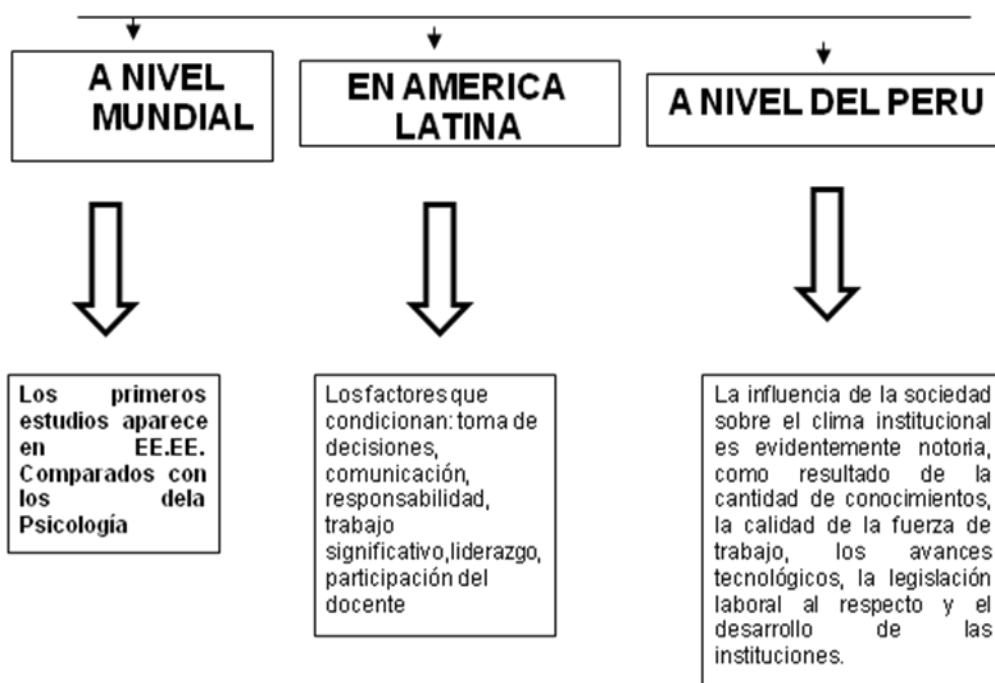 A NIVEL
MUNDIAL
EN AMERICA
LATINA
A NIVEL DEL PERU
Los primeros
estudios aparece
en EE.EE.
Comparados con
los dela
Psicología
Los factores que
condicionan: toma de
decisiones,
comunicación,
responsabilidad,
trabajo
significativo,liderazgo,
participación del
docente
La influencia de la sociedad
sobre el clima institucional
es evidentemente notoria,
como resultado de la
cantidad de conocimientos,
la calidad de la fuerza de
trabajo, los avances
tecnológicos, la legislación
laboral al respecto y el
desarrollo de las
instituciones.